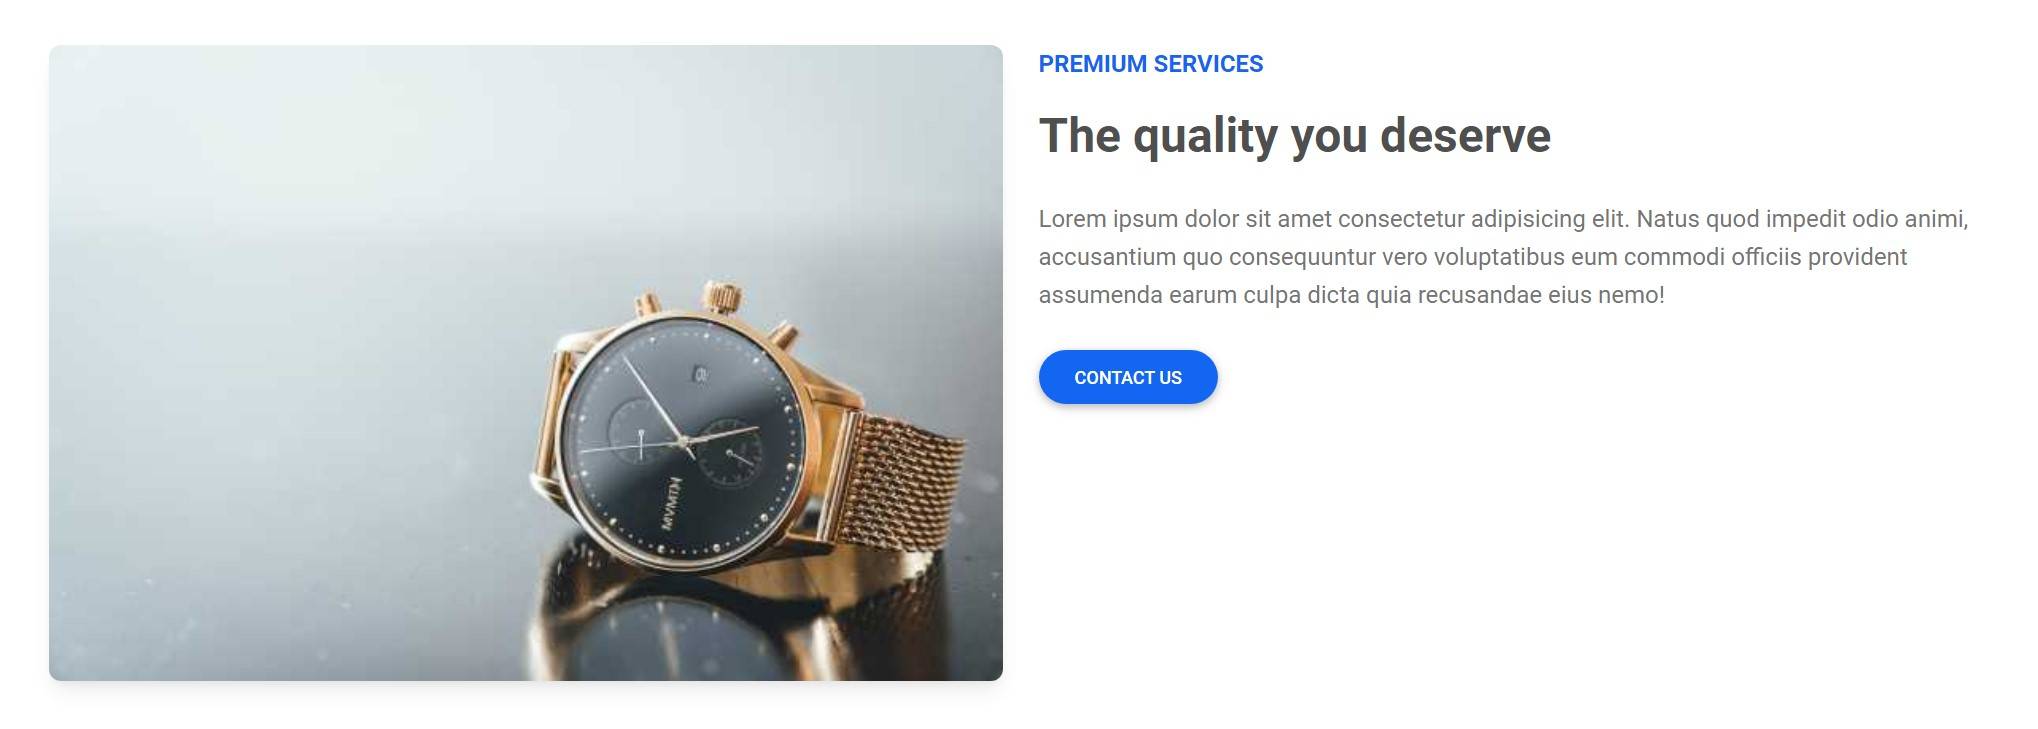 PREMIUM SERVICES
The quality you deserve
Lorem ipsum dolor sit amet consectetur adipisicing elit. Natus quod impedit odio animi,
accusantium quo consequuntur vero voluptatibus eum commodi officiis provident
assumenda earum culpa dicta quia recusandae eius nemo!
CONTACT US
MVMTH